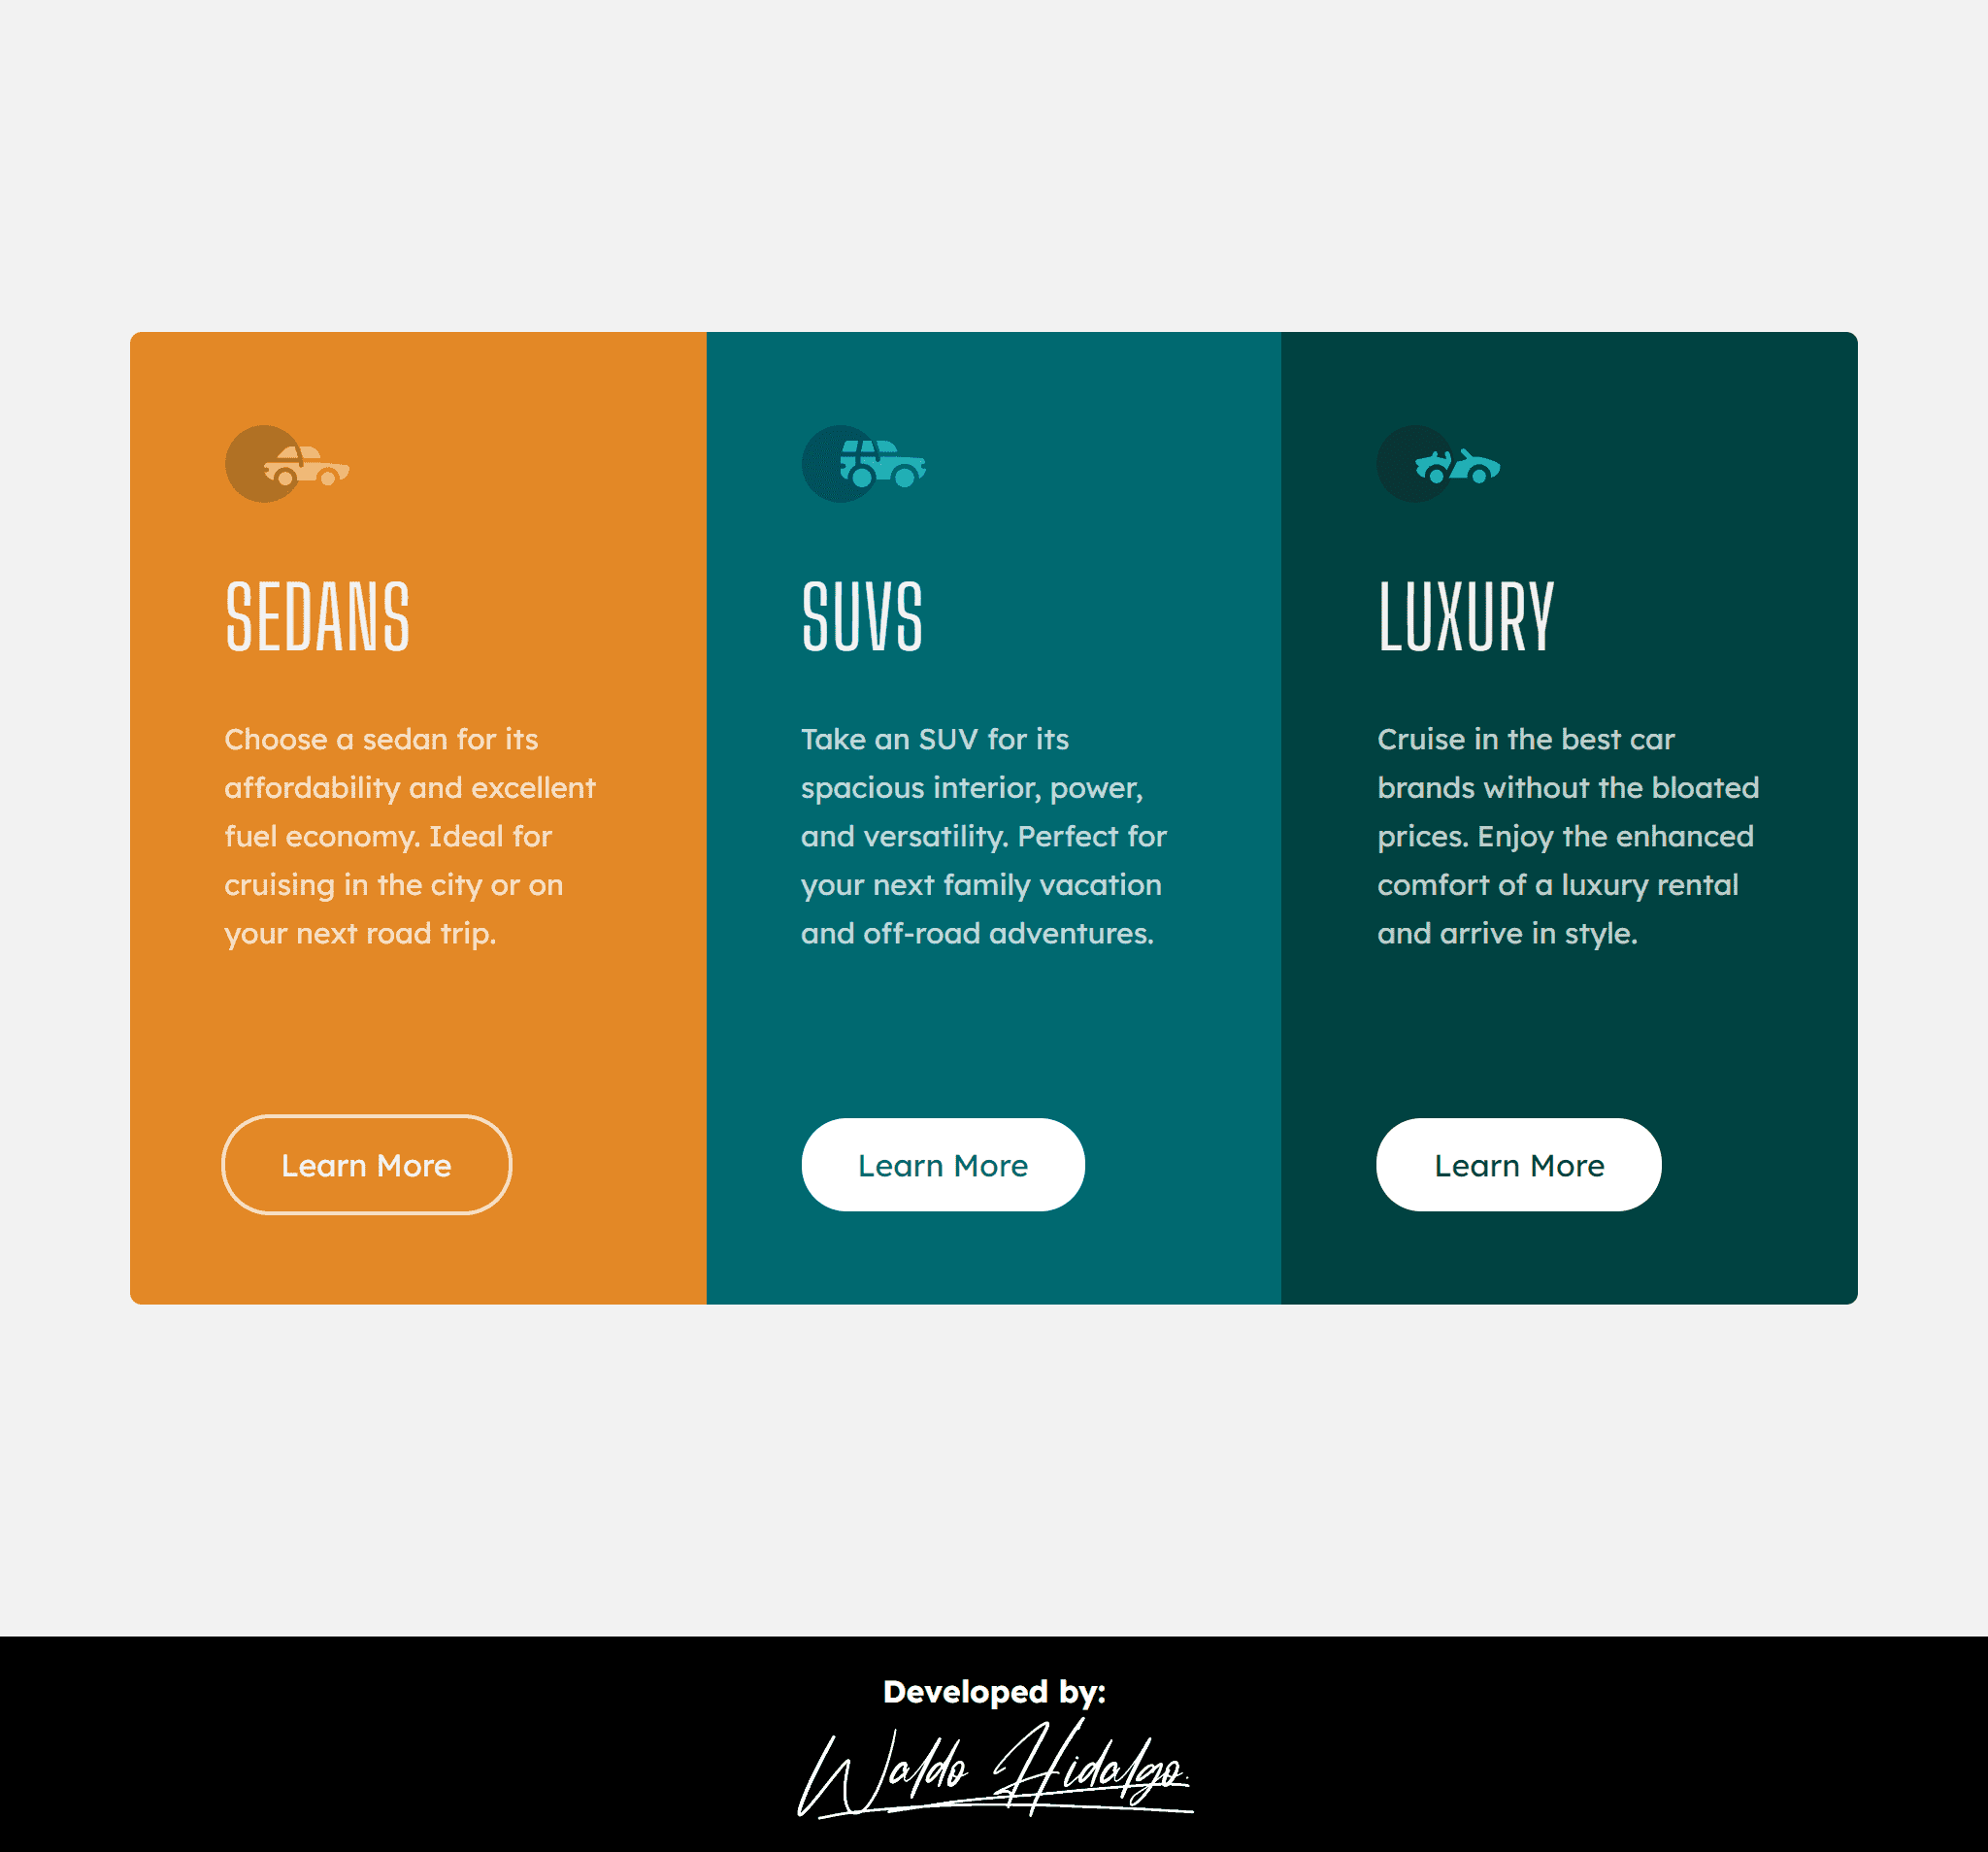 SEDANS
Choose a sedan for its
affordability and excellent
fuel economy. Ideal for
cruising in the city or on
your next road trip.
Learn More
SUVS
Take an SUV for its
spacious interior, power,
and versatility. Perfect for
your next family vacation
and off-road adventures.
Learn More
LUXURY
Cruise in the best car
brands without the bloated
prices. Enjoy the enhanced
comfort of a luxury rental
and arrive in style.
Learn More
Developed by:
Waldo Hidalgo.